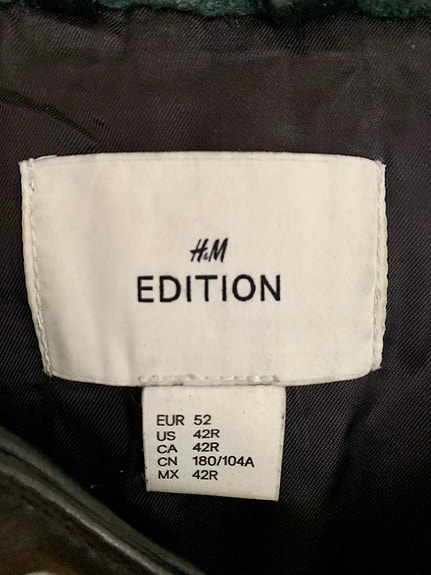 H&M
EDITION
EUR 52
US 42R
CA 42R
CN 180/104A
MX 42R